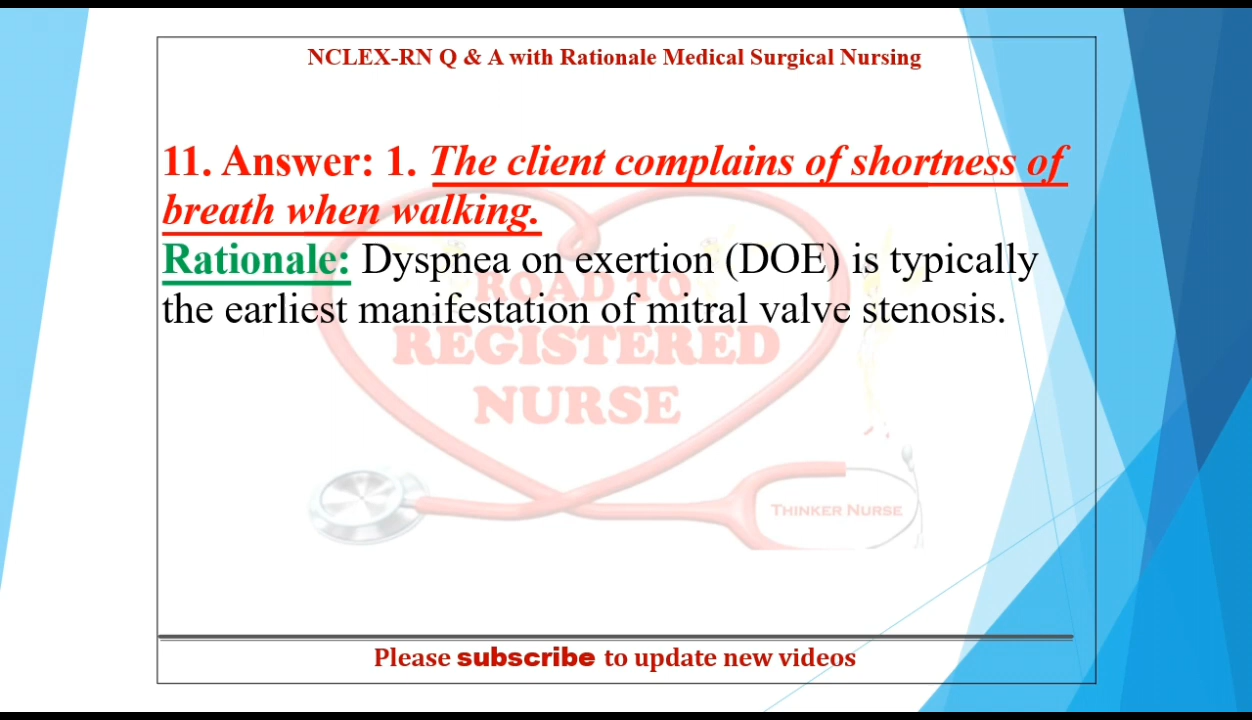 NCLEX-RN Q & A with Rationale Medical Surgical Nursing
11. Answer: 1. The client complains of shortness of
breath when walking.
Rationale: Dyspnea on exertion (DOE) is typically
the earliest manifestation of mitral valve stenosis.
ROAD TO
REGISTERED
NURSE
THINKER NURSE
Please subscribe to update new videos